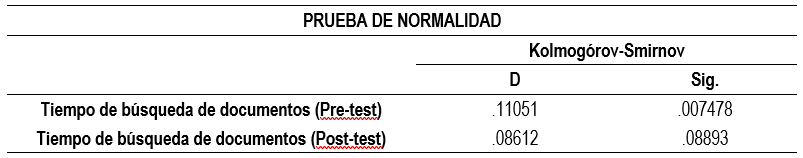 PRUEBA DE NORMALIDAD
Kolmogórov-Smirnov
D Sig.
Tiempo de búsqueda de documentos (Pre-test) .11051 .007478
Tiempo de búsqueda de documentos (Post-test) .08612 .08893